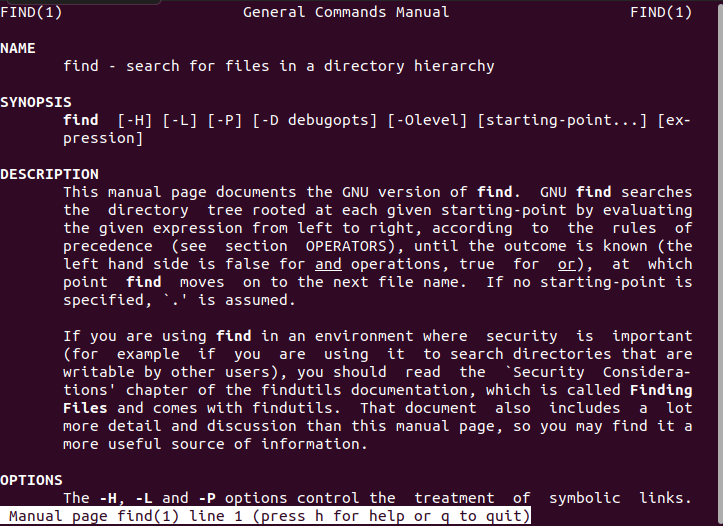 FIND(1) General Commands Manual FIND(1)
NAME
find - search for files in a directory hierarchy
SYNOPSIS
find [-H] [-L] [-P] [-D debugopts] [-Olevel] [starting-point...] [ex-
pression]
DESCRIPTION
This manual page documents the GNU version of find. GNU find searches
the directory tree rooted at each given starting-point by evaluating
the given expression from left to right, according to the rules of
precedence (see section OPERATORS), until the outcome is known (the
left hand side is false for and operations, true for or), at which
point find moves on to the next file name. If no starting-point is
specified, `.' is assumed.
If you are using find in an environment where security is important
(for example if you are using it to search directories that are
writable by other users), you should read the `Security Considera-
tions' chapter of the findutils documentation, which is called Finding
Files and comes with findutils. That document also includes a lot
more detail and discussion than this manual page, so you may find it a
more useful source of information.
OPTIONS
The -H, -L and -P options control the treatment of symbolic links.
Manual page find(1) line 1 (press h for help or q to quit)